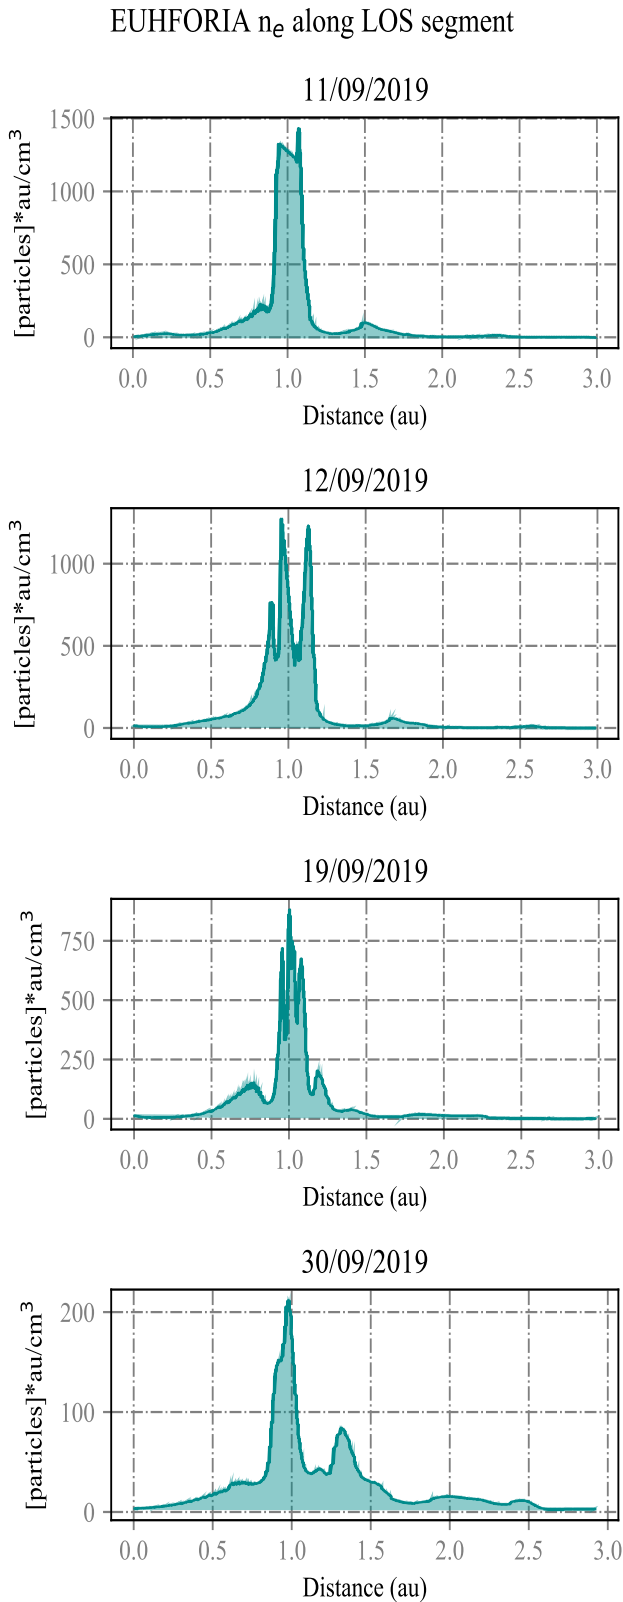 EUHFORIA nₑ along LOS segment
11/09/2019
[particles]*au/cm³
1500
1000
500
0
0.0 0.5 1.0 1.5 2.0 2.5 3.0
Distance (au)
12/09/2019
[particles]*au/cm³
1000
500
0
0.0 0.5 1.0 1.5 2.0 2.5 3.0
Distance (au)
19/09/2019
[particles]*au/cm³
750
500
250
0
0.0 0.5 1.0 1.5 2.0 2.5 3.0
Distance (au)
30/09/2019
[particles]*au/cm³
200
100
0
0.0 0.5 1.0 1.5 2.0 2.5 3.0
Distance (au)